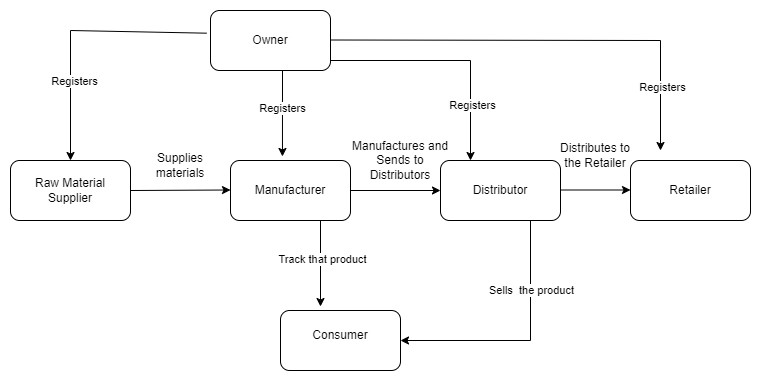 Owner
Registers
Registers
Registers
Registers
Supplies
materials
Manufactures and
Sends to
Distributors
Distributes to
the Retailer
Raw Material
Supplier
Manufacturer
Distributor
Retailer
Track that product
Sells the product
Consumer